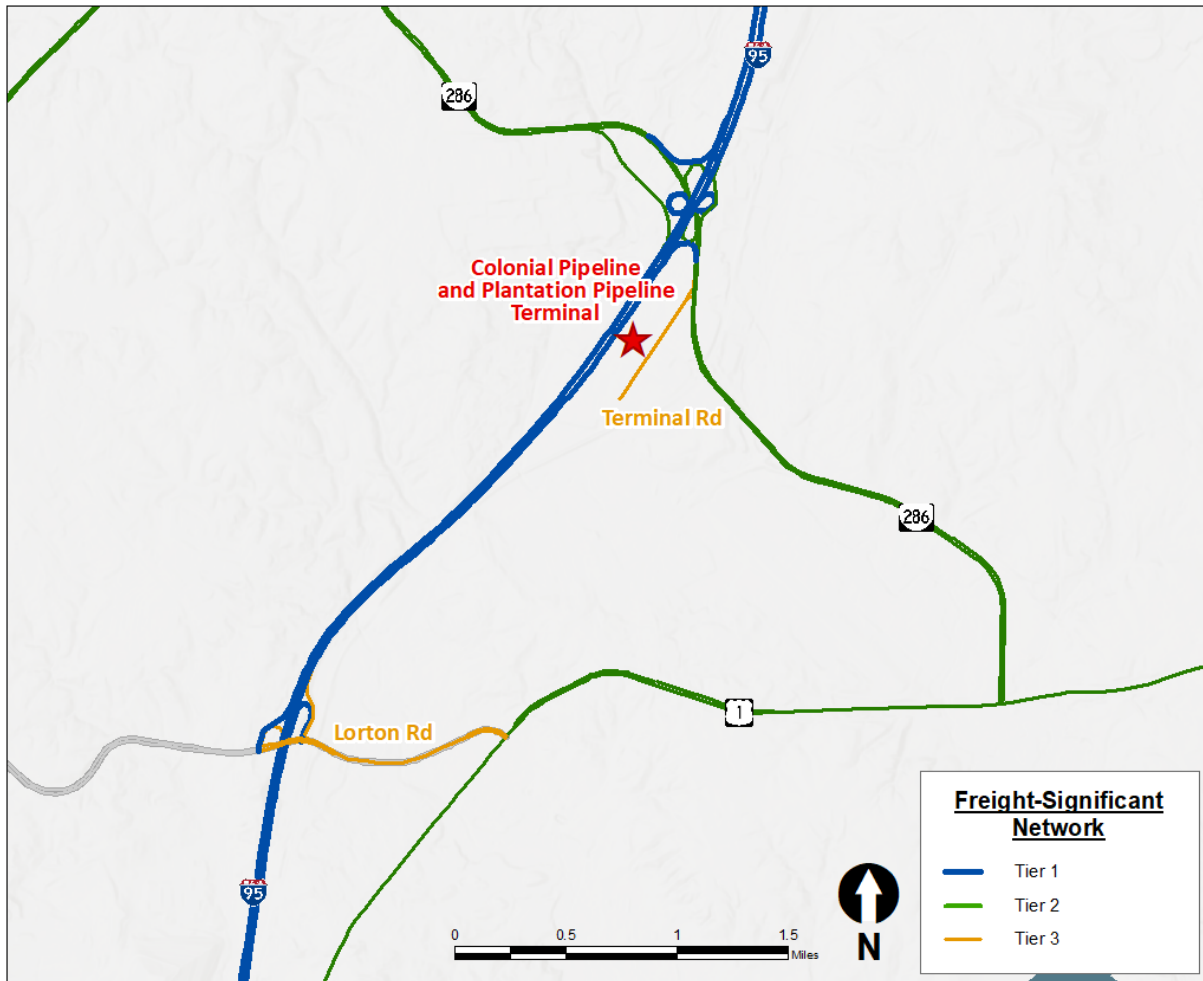 95
286
Colonial Pipeline
and Plantation Pipeline
Terminal
Terminal Rd
286
1
Lorton Rd
95
Freight-Significant
Network
Tier 1
Tier 2
Tier 3
0 0.5 1 1.5
Miles
N